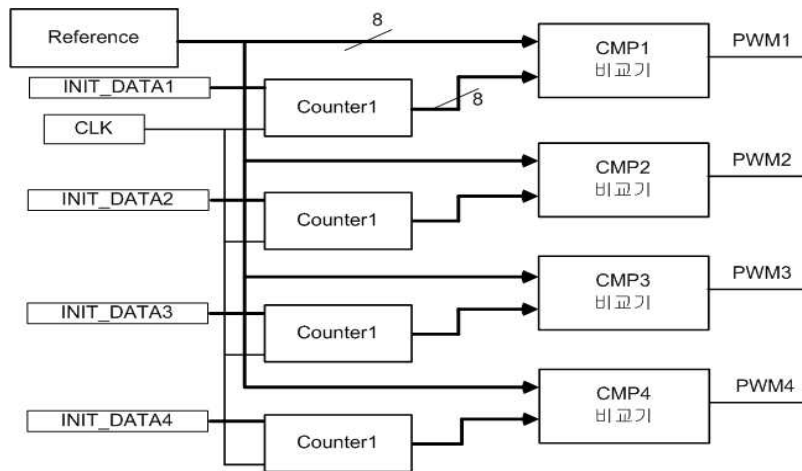 Reference
8
CMP1
비교기
PWM1
INIT_DATA1
Counter1
8
CLK
CMP2
비교기
PWM2
INIT_DATA2
Counter1
CMP3
비교기
PWM3
INIT_DATA3
Counter1
CMP4
비교기
PWM4
INIT_DATA4
Counter1